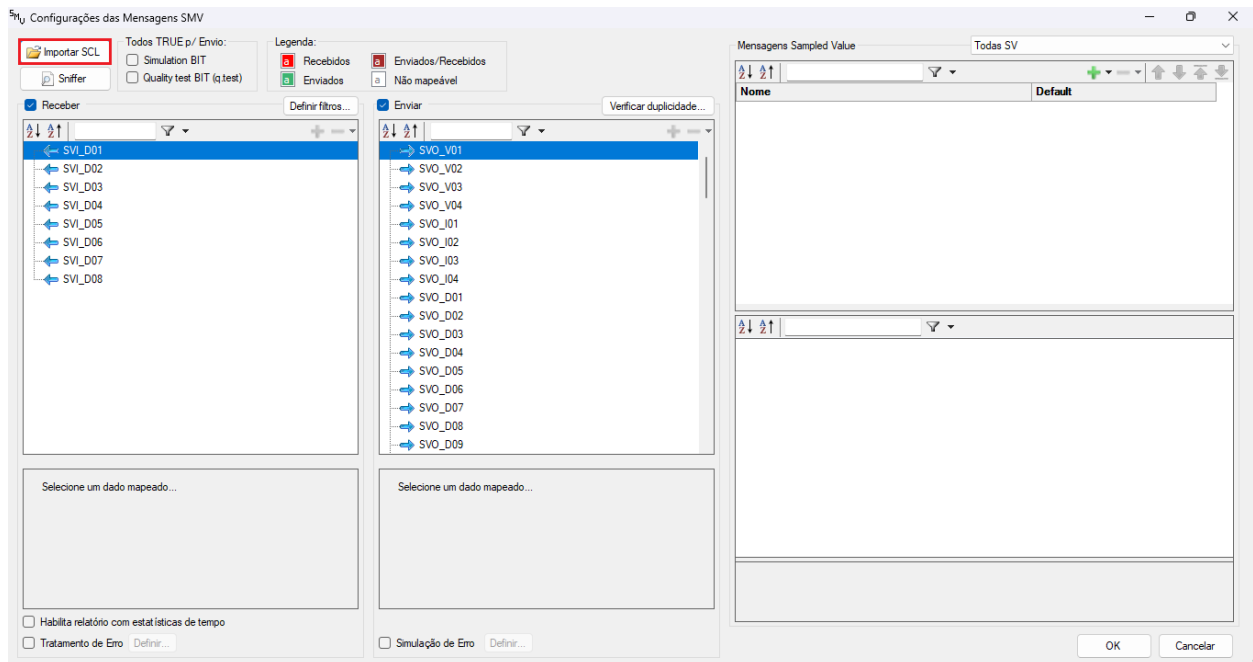 SMU Configurações das Mensagens SMV
Importar SCL
Sniffer
Todos TRUE p/ Envio:
Simulation BIT
Quality test BIT (q.test)
Legenda:
a Recebidos
a Enviados/Recebidos
a Enviados
a Não mapeável
Receber
Definir filtros...
SVI_D01
SVI_D02
SVI_D03
SVI_D04
SVI_D05
SVI_D06
SVI_D07
SVI_D08
Selecione um dado mapeado...
Habilita relatório com estatísticas de tempo
Tratamento de Erro Definir...
Enviar
Verificar duplicidade...
SVO_V01
SVO_V02
SVO_V03
SVO_V04
SVO_I01
SVO_I02
SVO_I03
SVO_I04
SVO_D01
SVO_D02
SVO_D03
SVO_D04
SVO_D05
SVO_D06
SVO_D07
SVO_D08
SVO_D09
Selecione um dado mapeado...
Simulação de Erro Definir...
Mensagens Sampled Value Todas SV
Nome Default
OK Cancelar